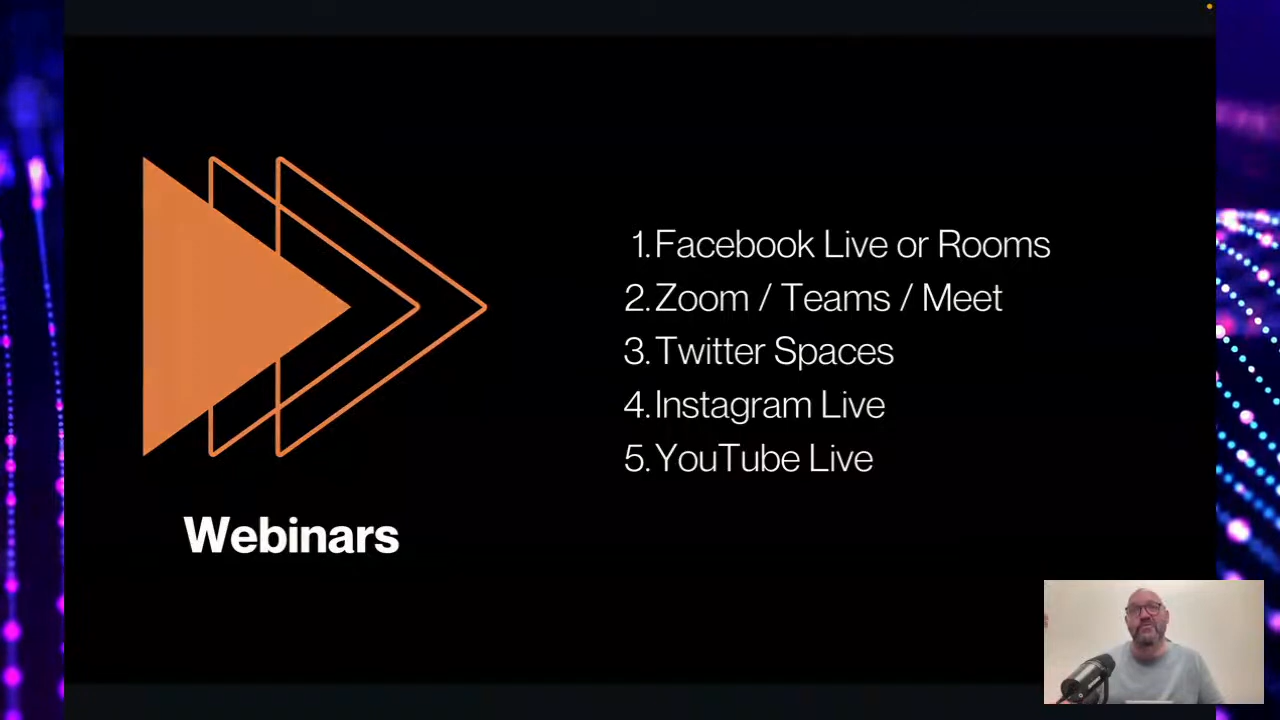 1. Facebook Live or Rooms
2. Zoom / Teams / Meet
3. Twitter Spaces
4. Instagram Live
5. YouTube Live
Webinars